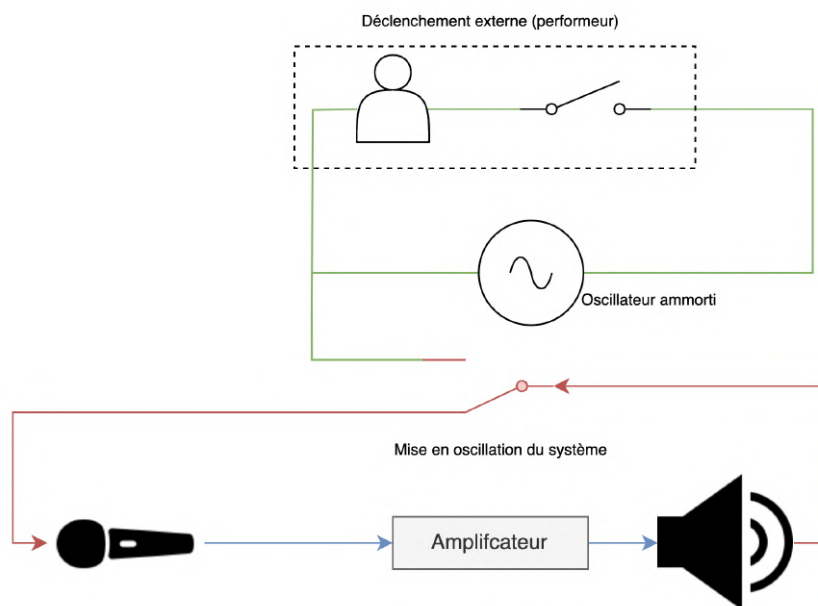 Déclenchement externe (performeur)
Oscillateur ammorti
Mise en oscillation du système
Amplifcateur